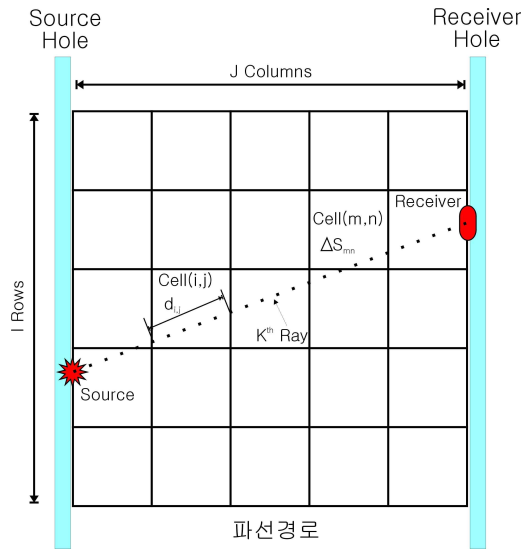 Source
Hole
Receiver
Hole
J Columns
I Rows
Receiver
Cell(m,n)
ΔSmn
Cell(i,j)
di,j
Kth Ray
Source
파선경로